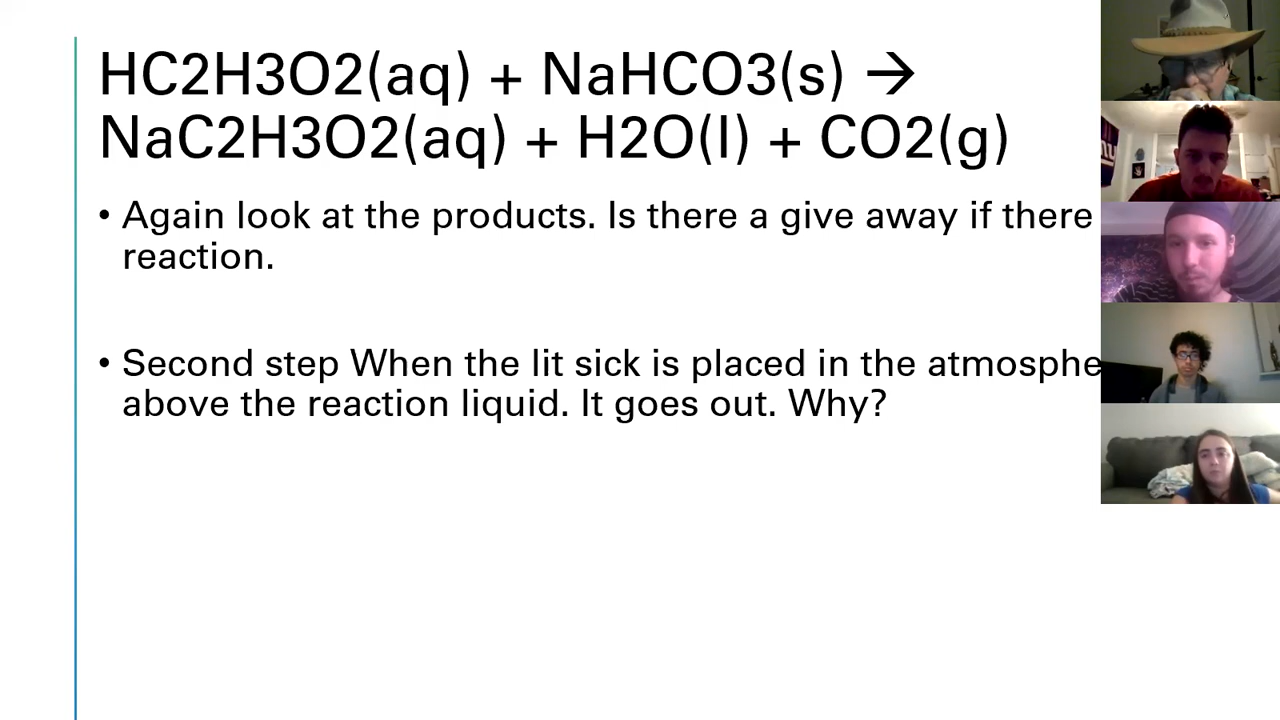 HC2H3O2(aq) + NaHCO3(s) →
NaC2H3O2(aq) + H2O(l) + CO2(g)
• Again look at the products. Is there a give away if there
reaction.
• Second step When the lit sick is placed in the atmosphe
above the reaction liquid. It goes out. Why?